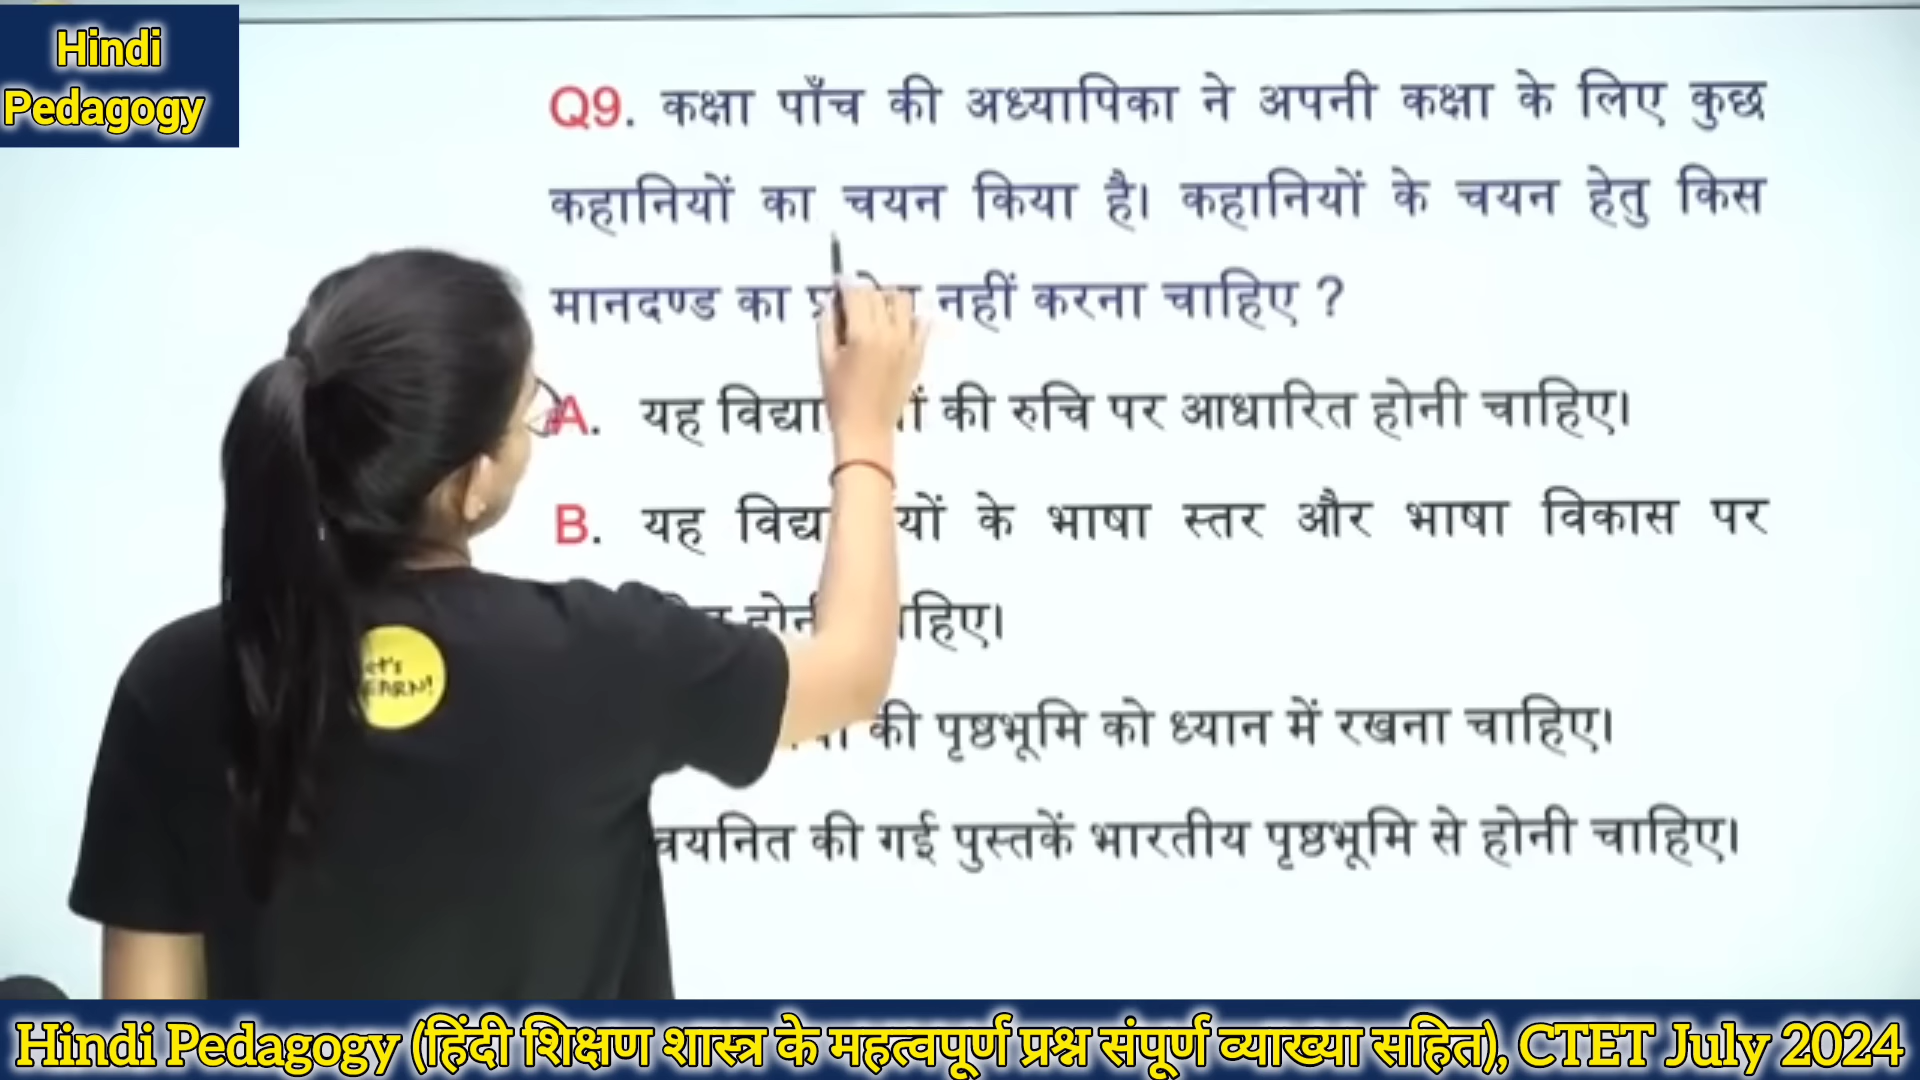 Hindi
Pedagogy
Q9. कक्षा पाँच की अध्यापिका ने अपनी कक्षा के लिए कुछ
कहानियों का चयन किया है। कहानियों के चयन हेतु किस
मानदण्ड का नहीं करना चाहिए ?
A. यह की रुचि पर आधारित होनी चाहिए।
B. यह के भाषा स्तर और भाषा विकास पर
की पृष्ठभूमि को ध्यान में रखना चाहिए।
चयनित की गई पुस्तकें भारतीय पृष्ठभूमि से होनी चाहिए।
Hindi Pedagogy (हिंदी शिक्षण शास्त्र के महत्वपूर्ण प्रश्न संपूर्ण व्याख्या सहित), CTET July 2024